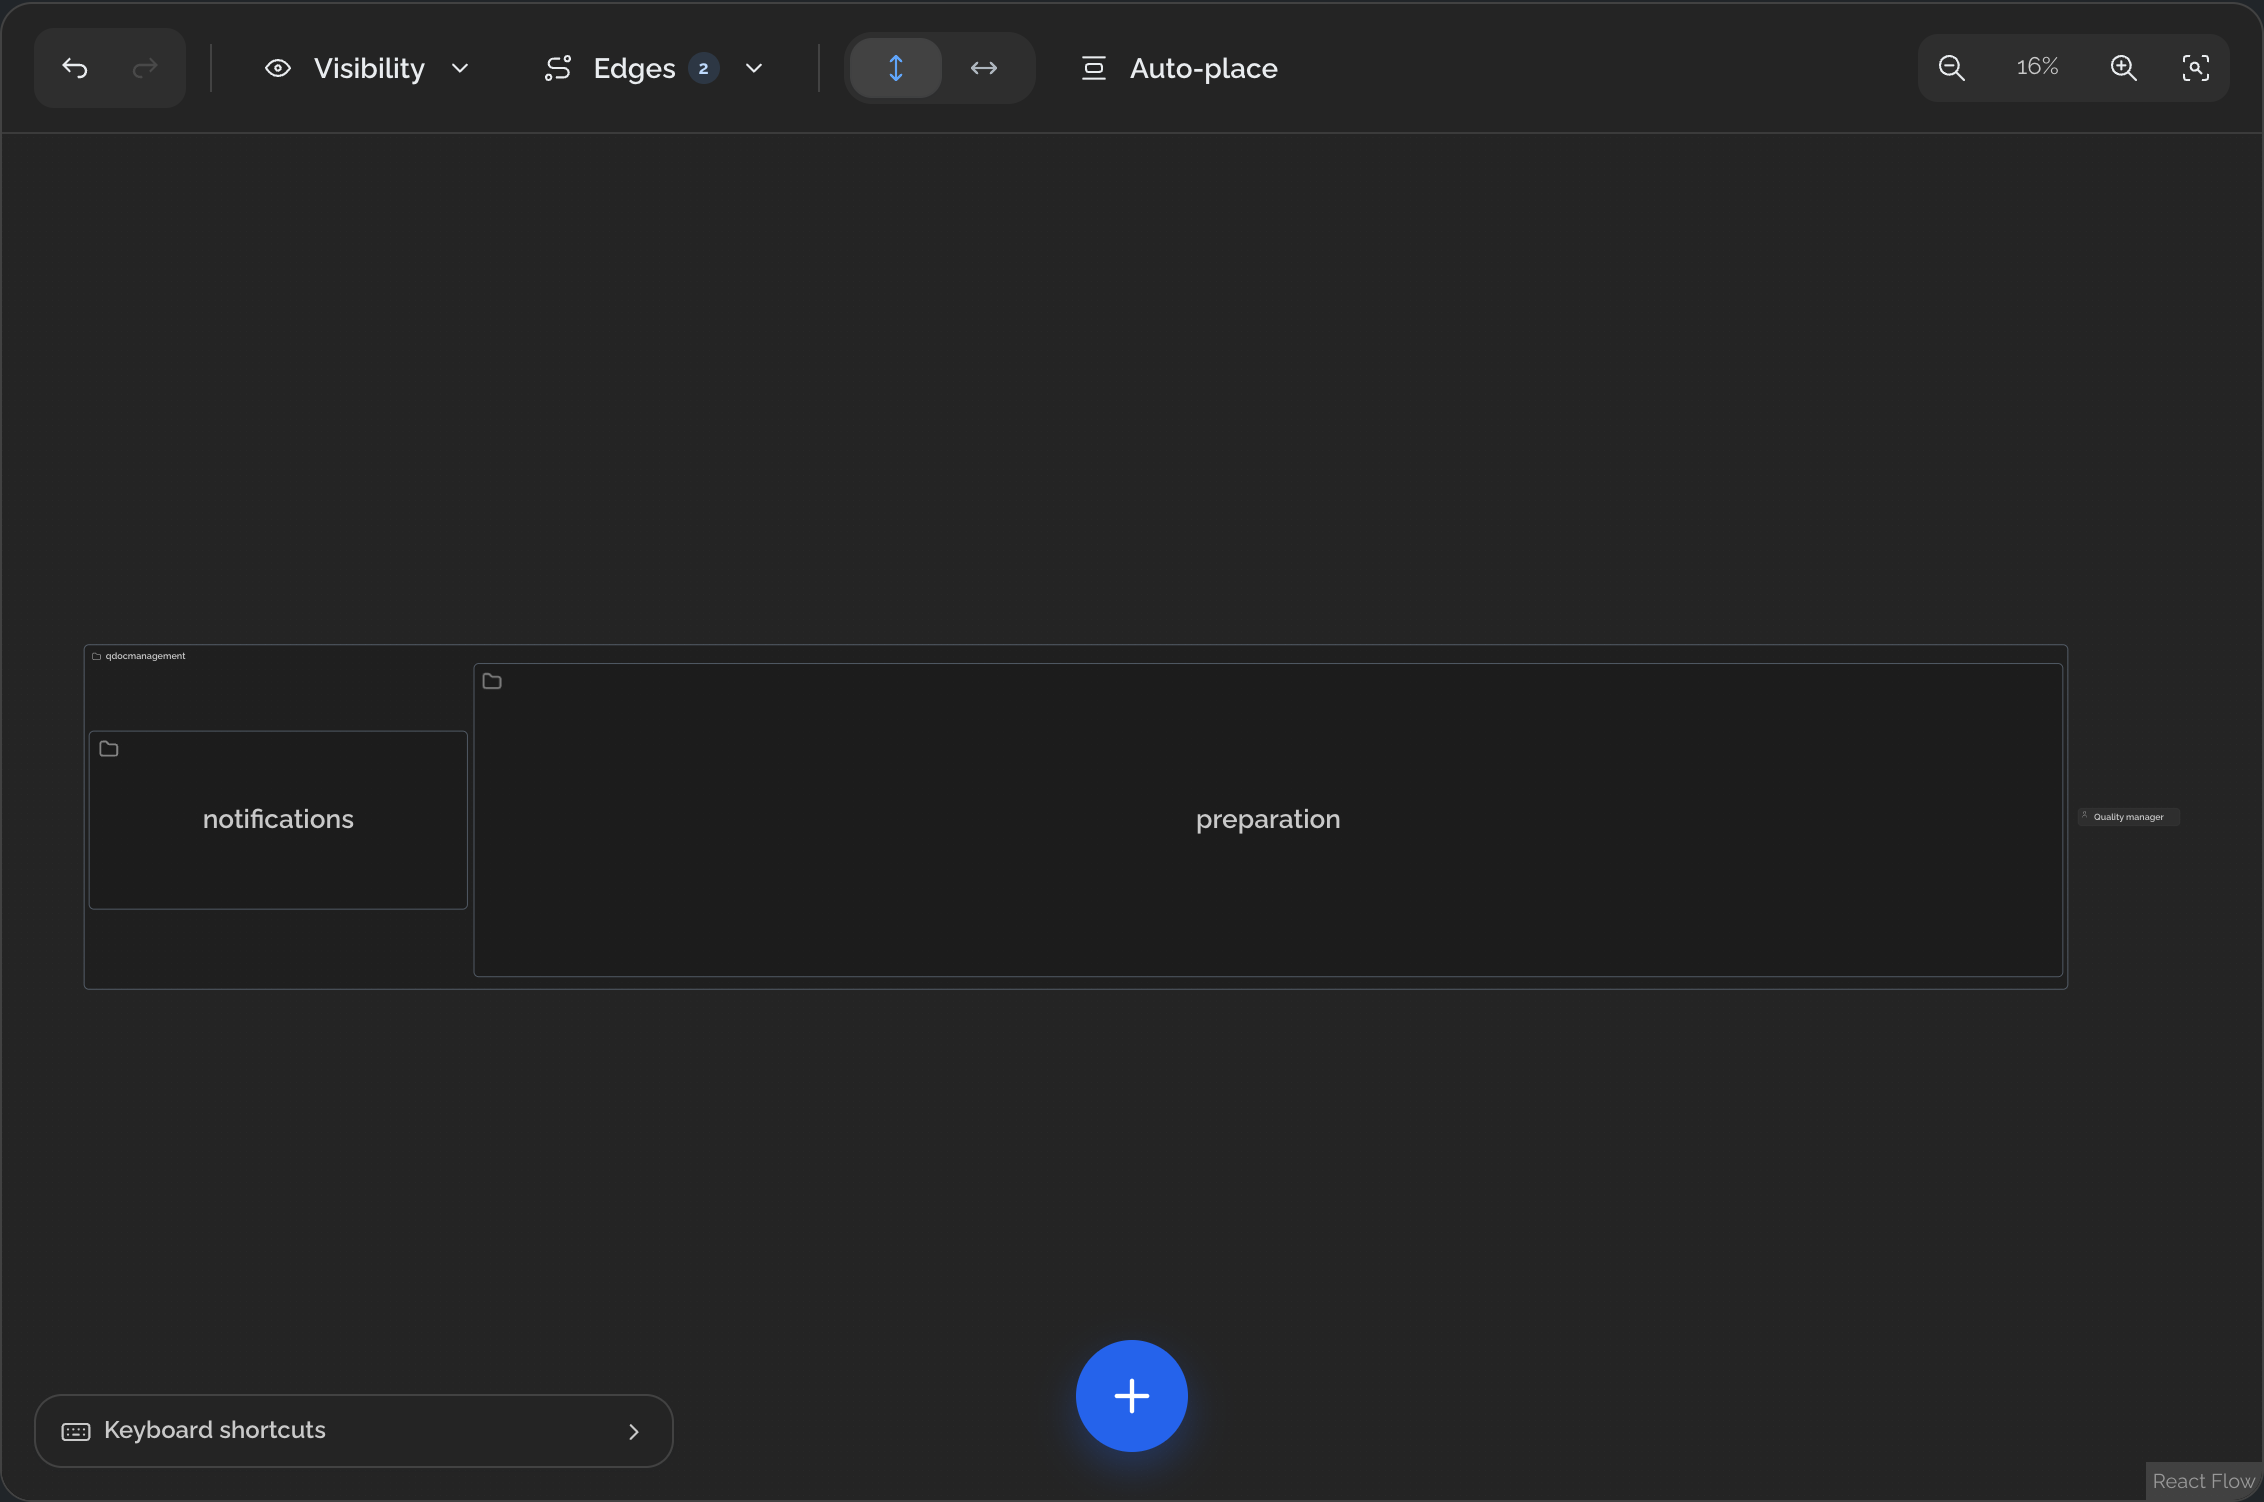 Visibility
Edges 2
Auto-place
16%
qdocmanagement
notifications
preparation
Quality manager
Keyboard shortcuts
React Flow